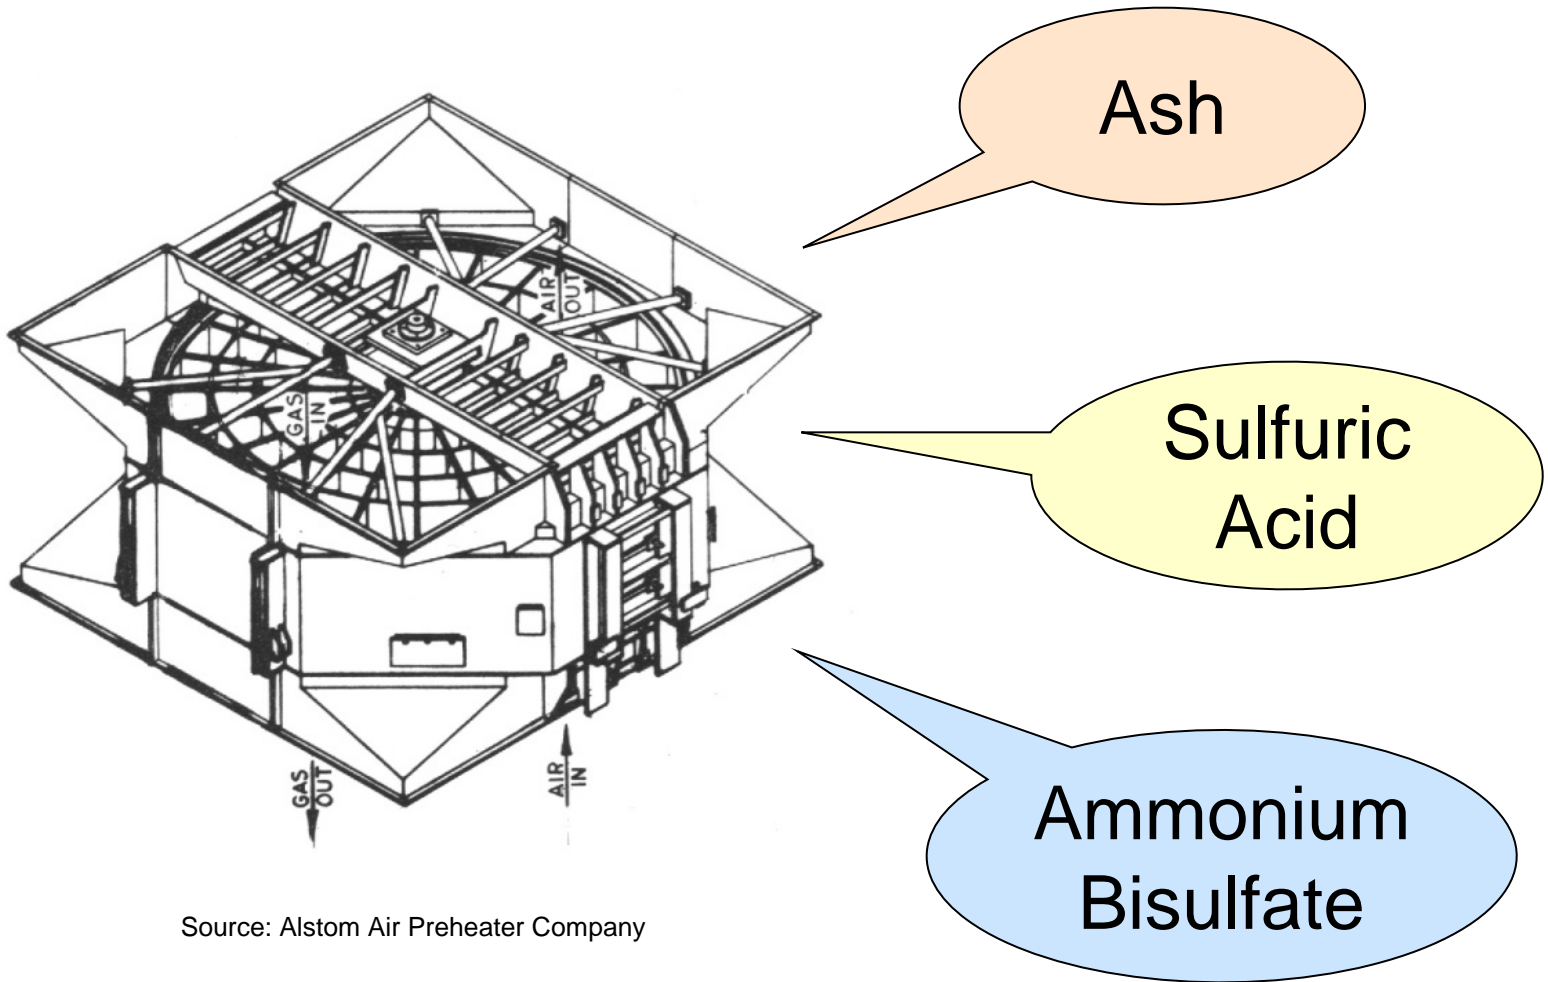 Ash
AIR
OUT
GAS
IN
Sulfuric
Acid
GAS
OUT
AIR
IN
Ammonium
Bisulfate
Source: Alstom Air Preheater Company